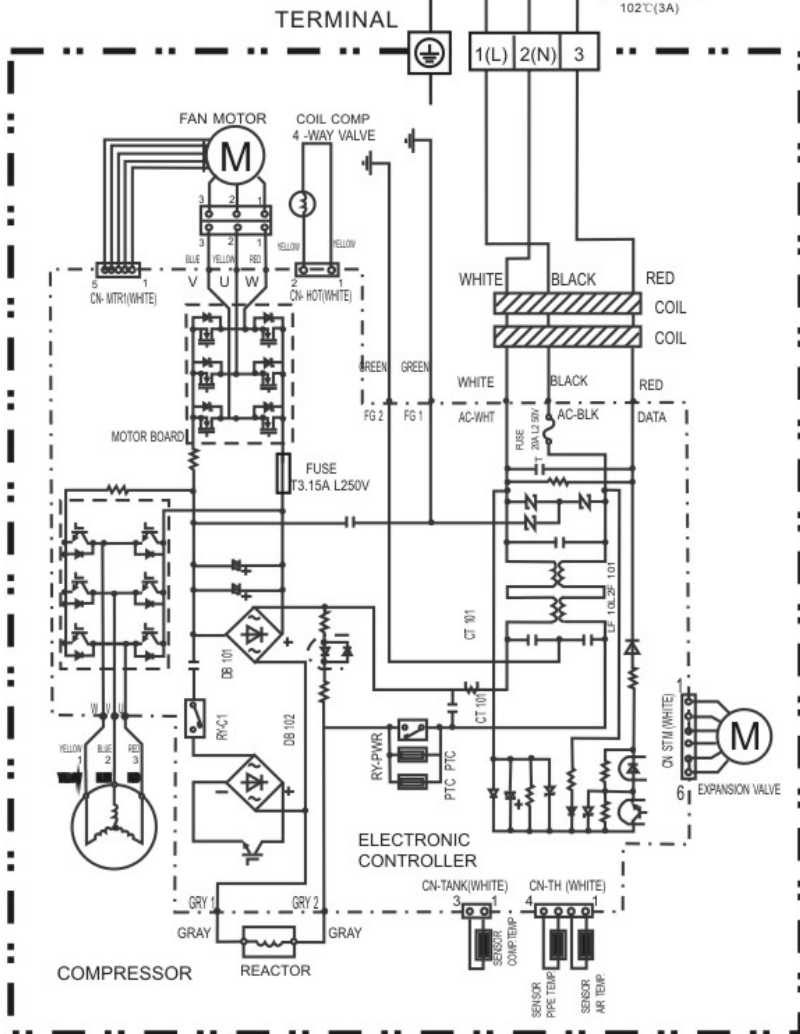 102℃(3A)
TERMINAL
1(L) 2(N) 3
FAN MOTOR
M
COIL COMP
4 -WAY VALVE
3 2 1
3 2 1
BLUE YELLOW RED
V U W
YELLOW YELLOW
5 1
CN- MTR1(WHITE)
2 1
CN- HOT(WHITE)
WHITE BLACK RED
COIL
COIL
GREEN GREEN
WHITE BLACK RED
FG 2 FG 1 AC-WHT AC-BLK DATA
FUSE
20A L2 50V
MOTOR BOARD
FUSE
T3.15A L250V
T
LF 10L2F 101
CT 101
DB 101
CT 101
RY-C1
DB 102
RY-PWR
PTC PTC
W V U
YELLOW BLUE RED
1 2 3
1
CN STM (WHITE)
6
M
EXPANSION VALVE
ELECTRONIC
CONTROLLER
GRY 1 GRY 2
GRAY GRAY
REACTOR
COMPRESSOR
CN-TANK(WHITE)
3 1
CN-TH (WHITE)
4 1
SENSOR
COMP.TEMP
SENSOR
PIPE TEMP.
SENSOR
AIR TEMP.